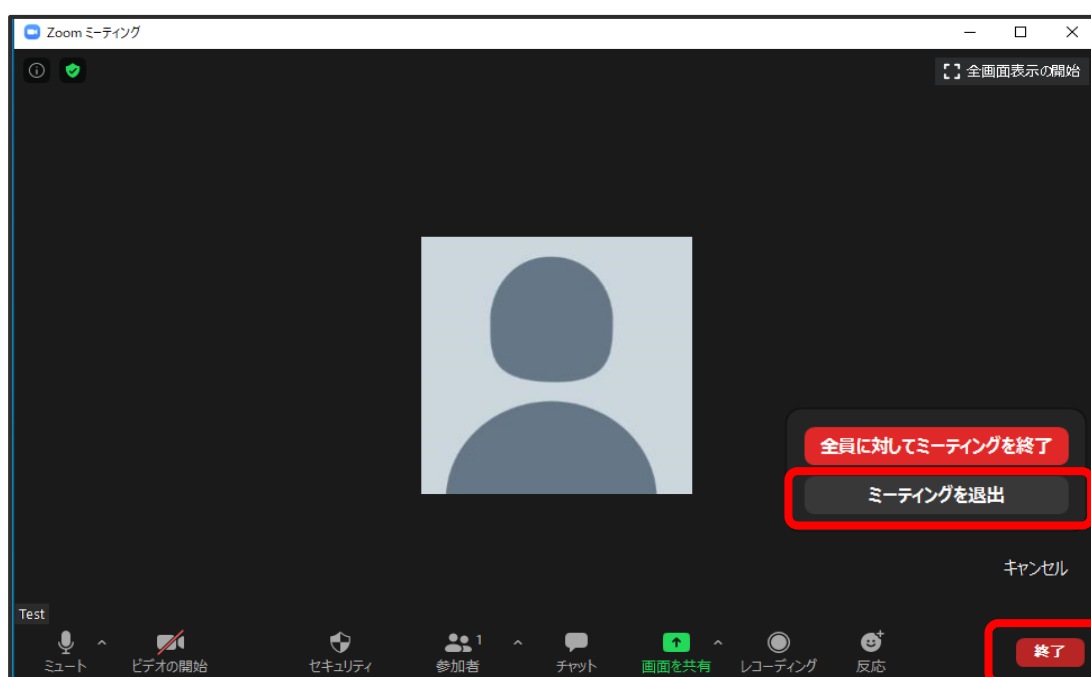 Zoom ミーティング
全画面表示の開始
全員に対してミーティングを終了
ミーティングを退出
キャンセル
Test
ミュート
ビデオの開始
セキュリティ
1
参加者
チャット
画面を共有
レコーディング
反応
終了